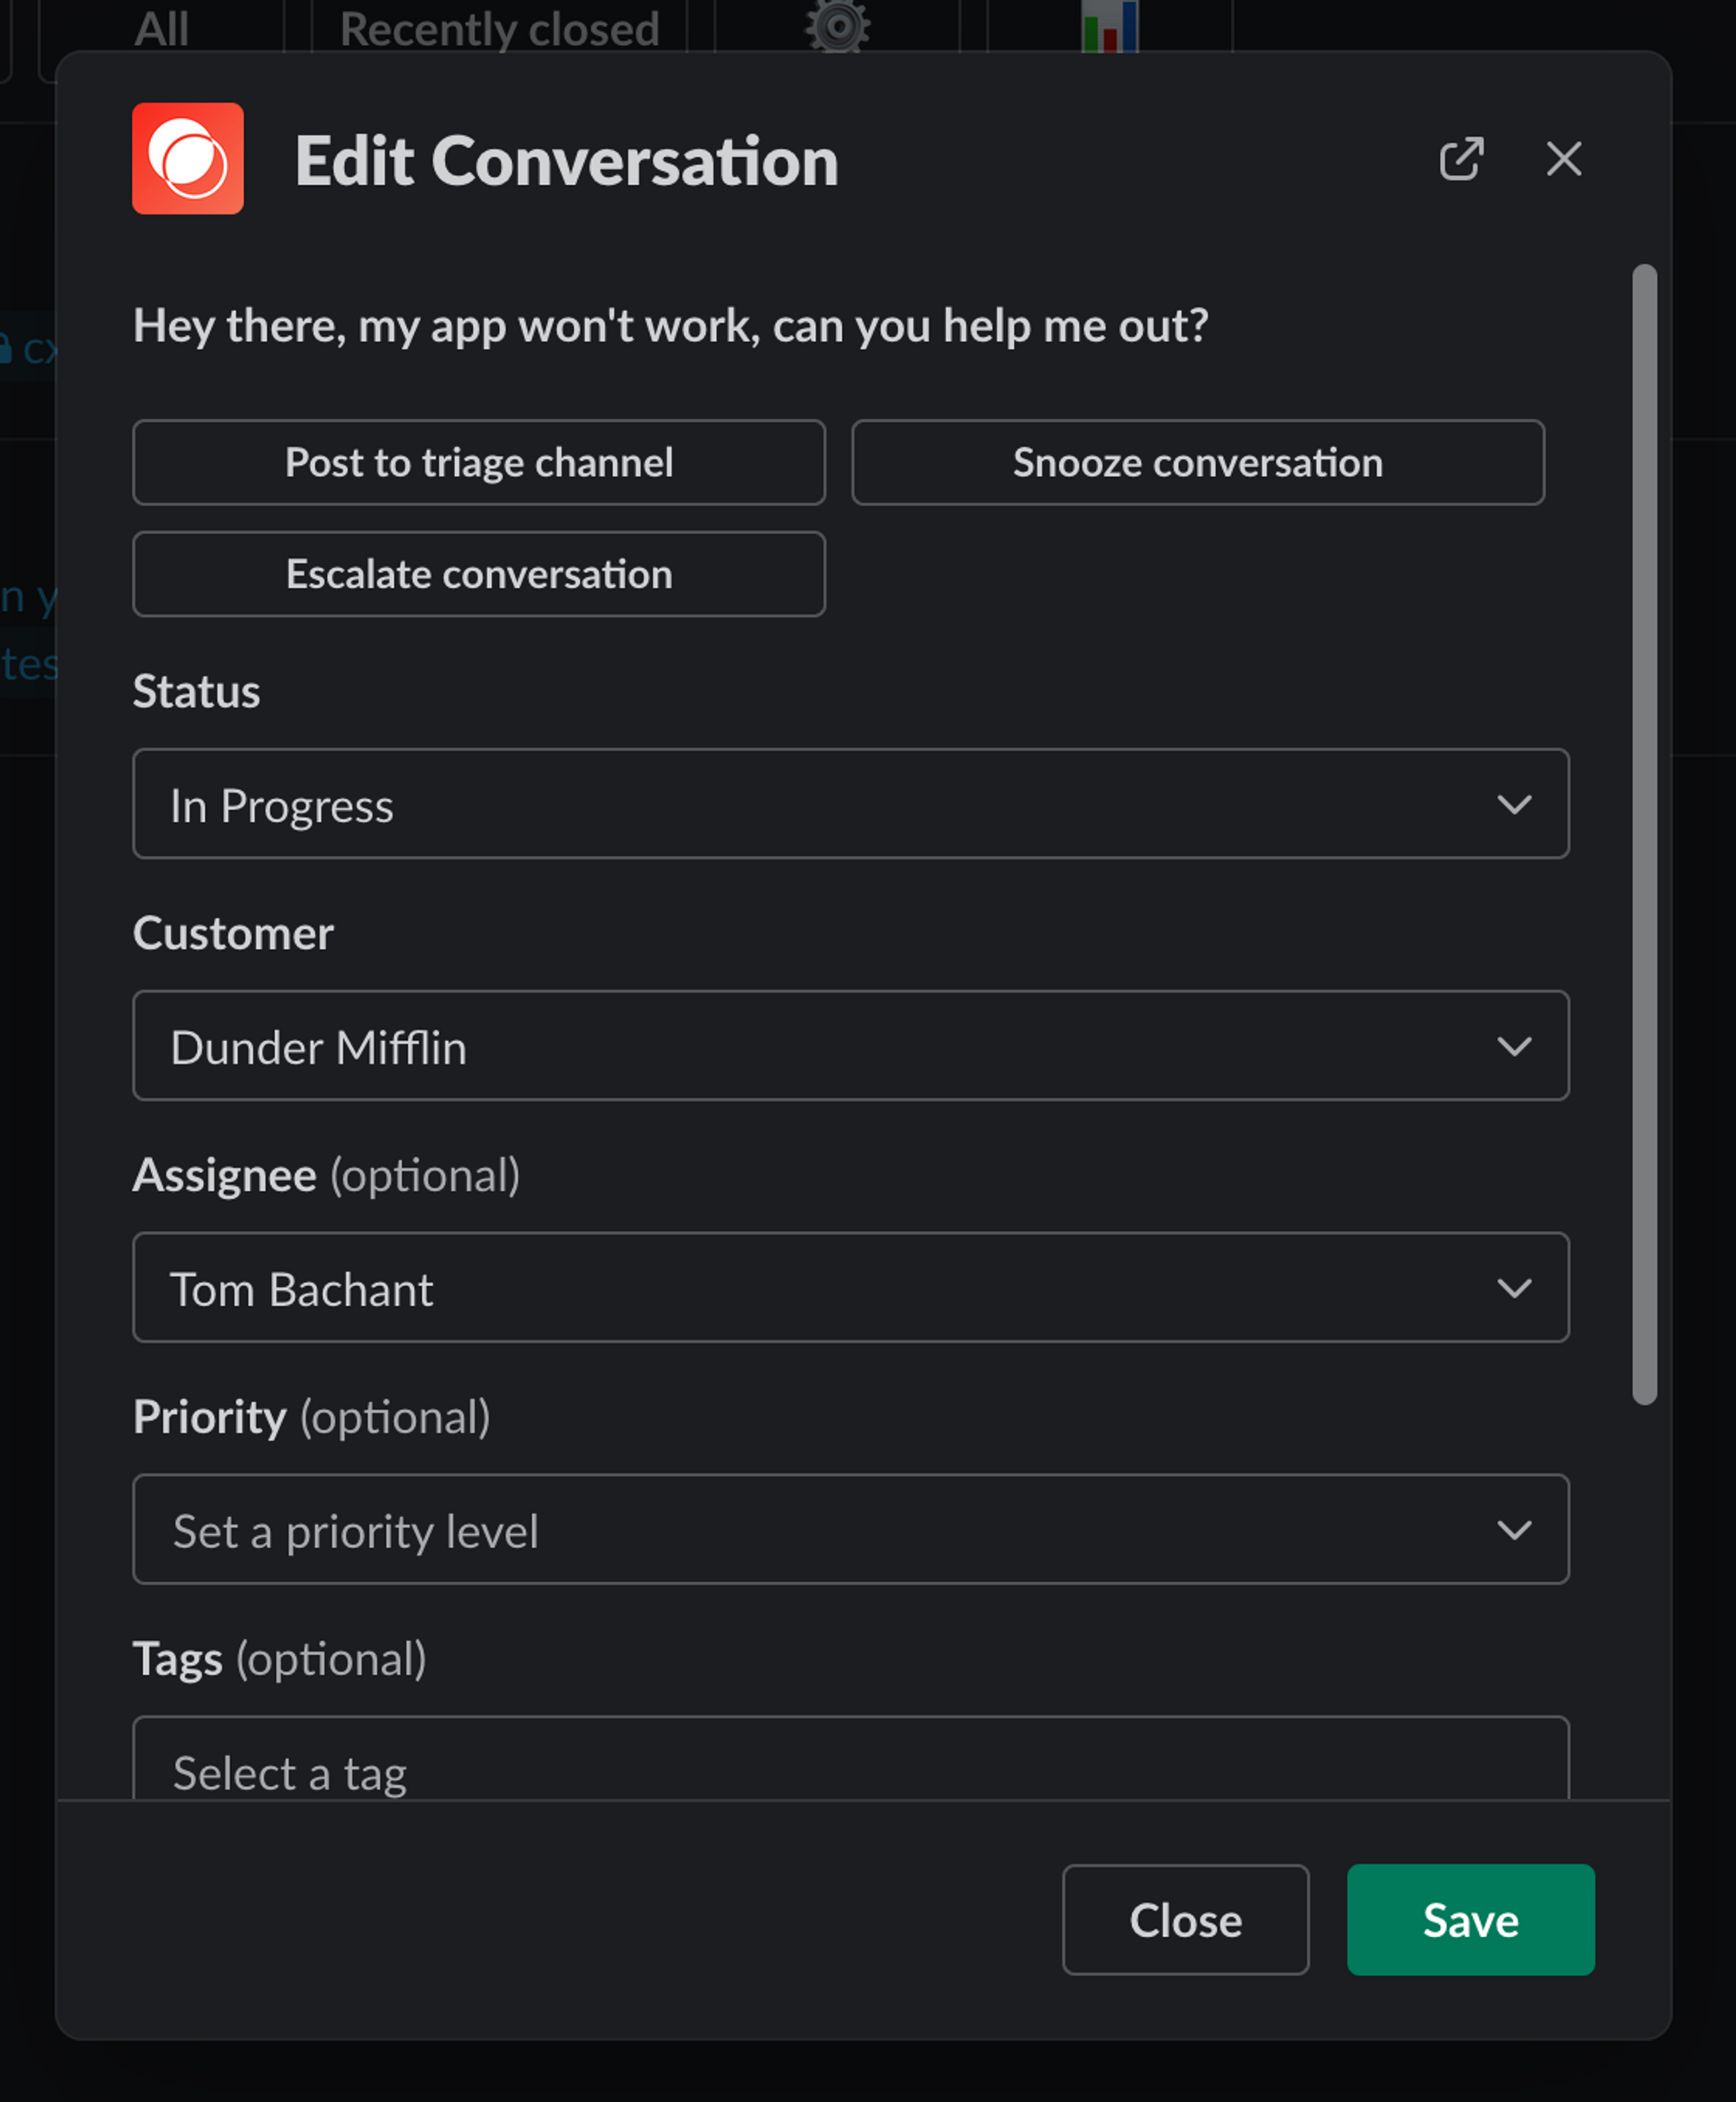 All
Recently closed
Edit Conversation
Hey there, my app won't work, can you help me out?
Post to triage channel
Snooze conversation
Escalate conversation
Status
In Progress
Customer
Dunder Mifflin
Assignee (optional)
Tom Bachant
Priority (optional)
Set a priority level
Tags (optional)
Select a tag
Close
Save